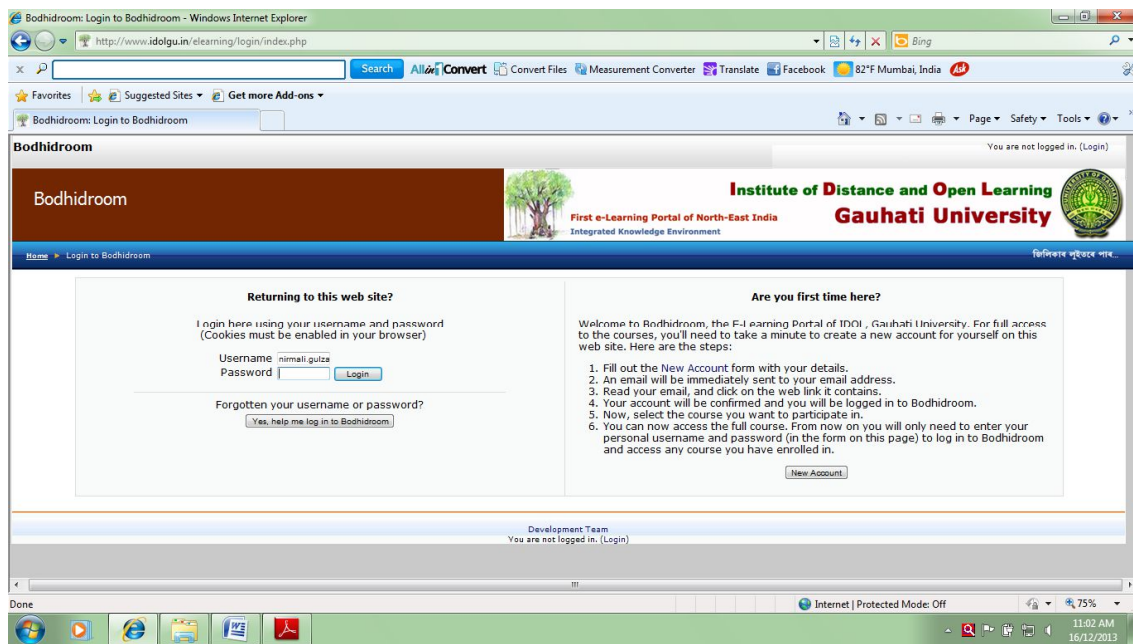 Bodhidroom: Login to Bodhidroom - Windows Internet Explorer
http://www.idolgu.in/elearning/login/index.php
Bing
Search AllinConvert Convert Files Measurement Converter Translate Facebook 82°F Mumbai, India Ask
Favorites Suggested Sites Get more Add-ons
Bodhidroom: Login to Bodhidroom
Page Safety Tools
Bodhidroom
You are not logged in. (Login)
Bodhidroom
First e-Learning Portal of North-East India
Integrated Knowledge Environment
Institute of Distance and Open Learning
Gauhati University
Home Login to Bodhidroom
জিলিকাব লুইতৰে পাৰ...
Returning to this web site?
Login here using your username and password
(Cookies must be enabled in your browser)
Username nirmali.gulza
Password Login
Forgotten your username or password?
Yes, help me log in to Bodhidroom
Are you first time here?
Welcome to Bodhidroom, the E-Learning Portal of IDOL, Gauhati University. For full access
to the courses, you'll need to take a minute to create a new account for yourself on this
web site. Here are the steps:
1. Fill out the New Account form with your details.
2. An email will be immediately sent to your email address.
3. Read your email, and click on the web link it contains.
4. Your account will be confirmed and you will be logged in to Bodhidroom.
5. Now, select the course you want to participate in.
6. You can now access the full course. From now on you will only need to enter your
personal username and password (in the form on this page) to log in to Bodhidroom
and access any course you have enrolled in.
New Account
Development Team
You are not logged in. (Login)
Done
Internet | Protected Mode: Off
75%
11:02 AM
16/12/2013